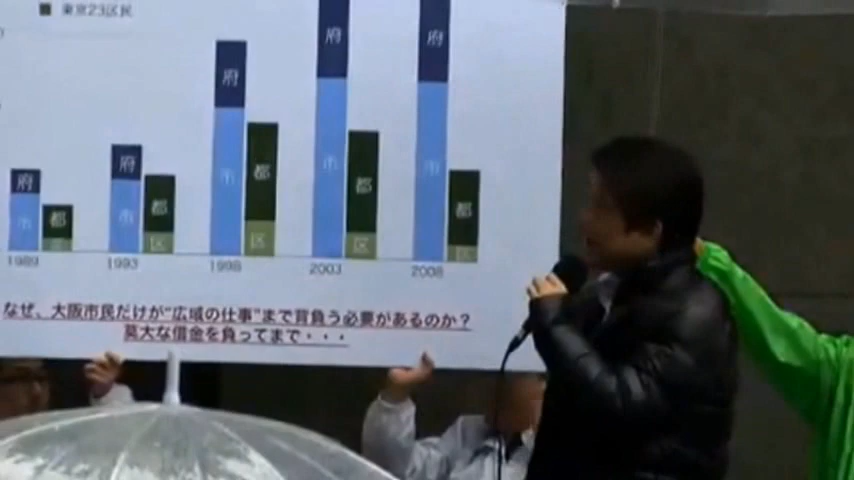 東京23区民
府
府
府
府
府
市
市
市
市
市
都
都
都
都
都
区
区
区
区
区
1989
1993
1998
2003
2008
なぜ、大阪市民だけが"広域の仕事"まで背負う必要があるのか？
莫大な借金を負ってまで・・・